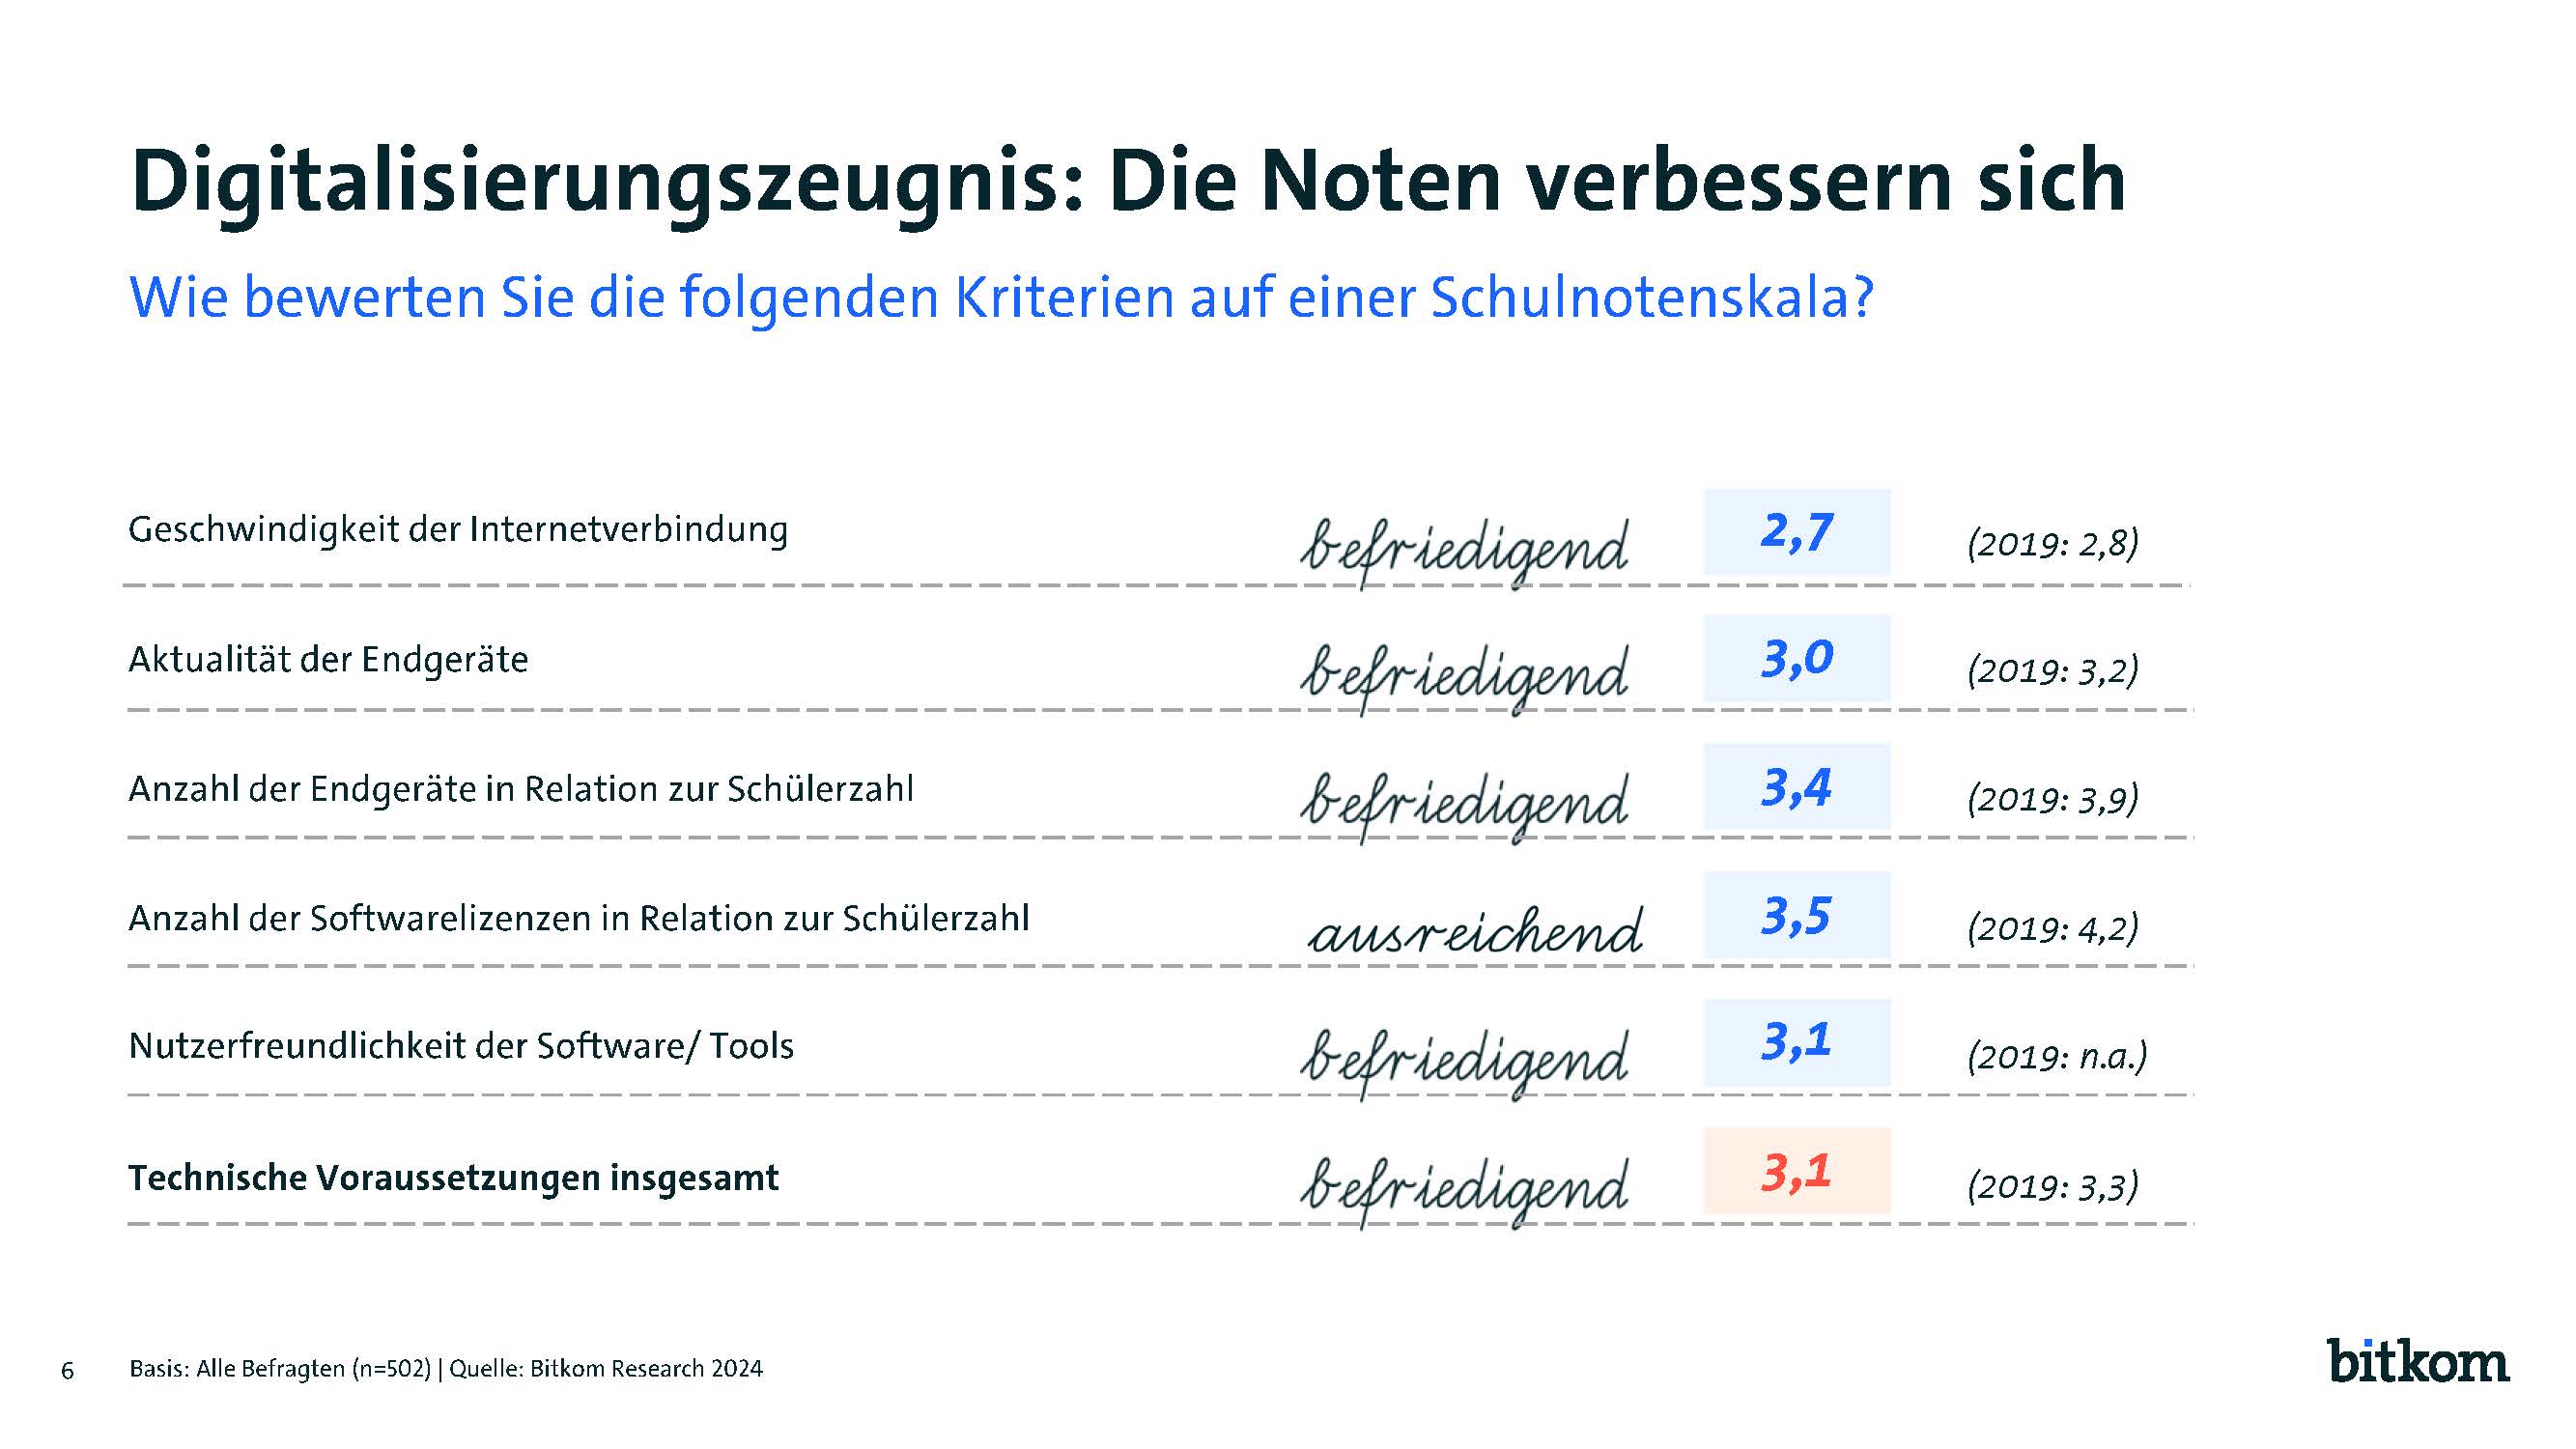 Digitalisierungszeugnis: Die Noten verbessern sich
Wie bewerten Sie die folgenden Kriterien auf einer Schulnotenskala?
Geschwindigkeit der Internetverbindung befriedigend 2,7 (2019: 2,8)
Aktualität der Endgeräte befriedigend 3,0 (2019: 3,2)
Anzahl der Endgeräte in Relation zur Schülerzahl befriedigend 3,4 (2019: 3,9)
Anzahl der Softwarelizenzen in Relation zur Schülerzahl ausreichend 3,5 (2019: 4,2)
Nutzerfreundlichkeit der Software/ Tools befriedigend 3,1 (2019: n.a.)
Technische Voraussetzungen insgesamt befriedigend 3,1 (2019: 3,3)
6 Basis: Alle Befragten (n=502) | Quelle: Bitkom Research 2024
bitkom